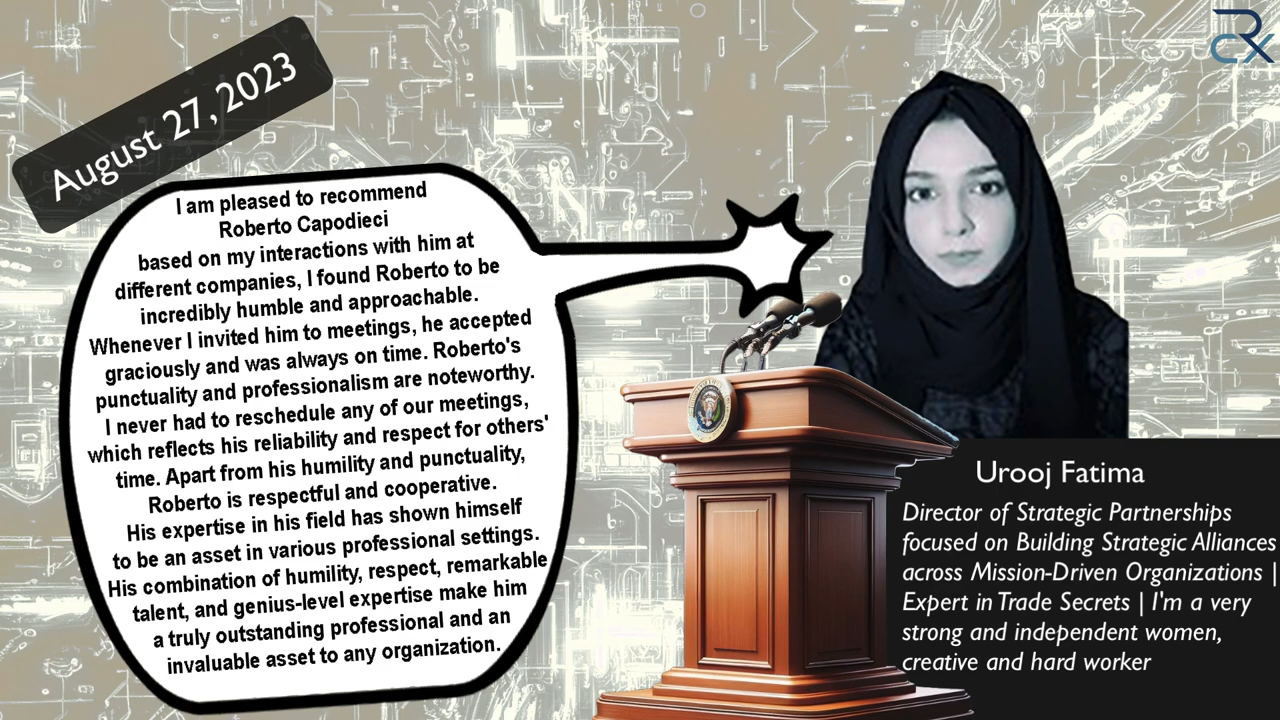 August 27, 2023
I am pleased to recommend
Roberto Capodieci
based on my interactions with him at
different companies, I found Roberto to be
incredibly humble and approachable.
Whenever I invited him to meetings, he accepted
graciously and was always on time. Roberto's
punctuality and professionalism are noteworthy.
I never had to reschedule any of our meetings,
which reflects his reliability and respect for others'
time. Apart from his humility and punctuality,
Roberto is respectful and cooperative.
His expertise in his field has shown himself
to be an asset in various professional settings.
His combination of humility, respect, remarkable
talent, and genius-level expertise make him
a truly outstanding professional and an
invaluable asset to any organization.
Urooj Fatima
Director of Strategic Partnerships
focused on Building Strategic Alliances
across Mission-Driven Organizations |
Expert in Trade Secrets | I'm a very
strong and independent women,
creative and hard worker